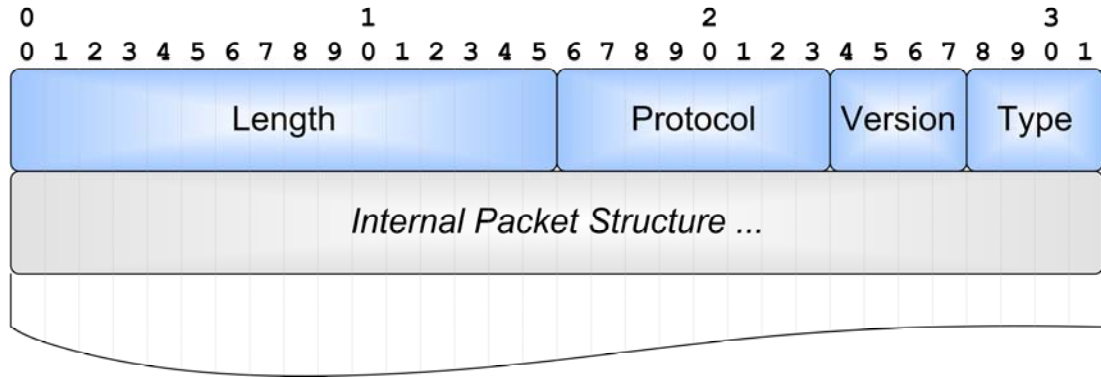 0 1 2 3
0 1 2 3 4 5 6 7 8 9 0 1 2 3 4 5 6 7 8 9 0 1 2 3 4 5 6 7 8 9 0 1
Length Protocol Version Type
Internal Packet Structure ...